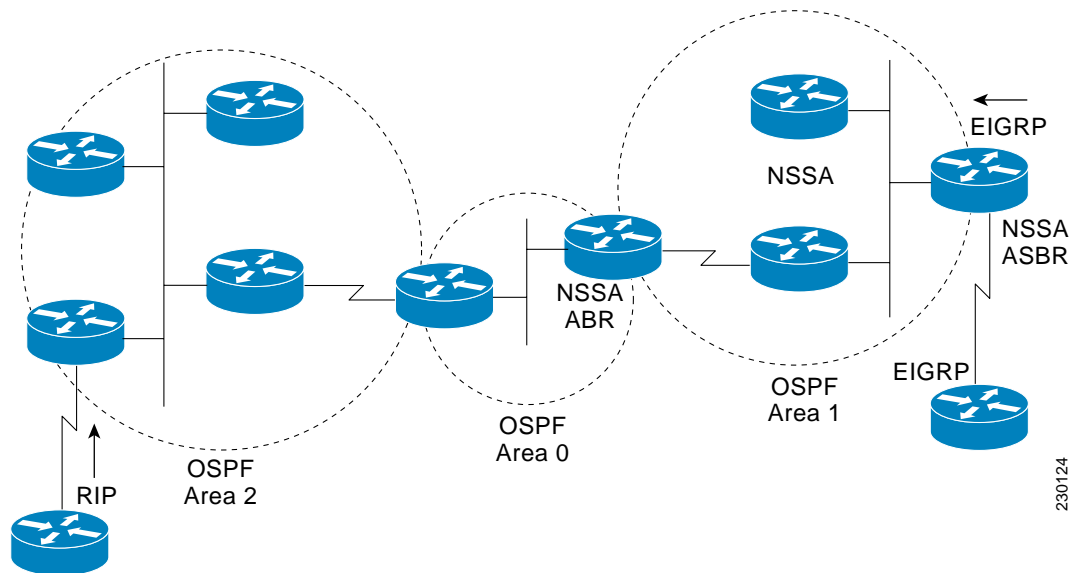 EIGRP
NSSA
NSSA
ASBR
NSSA
ABR
EIGRP
OSPF
Area 1
OSPF
Area 0
OSPF
Area 2
RIP
230124